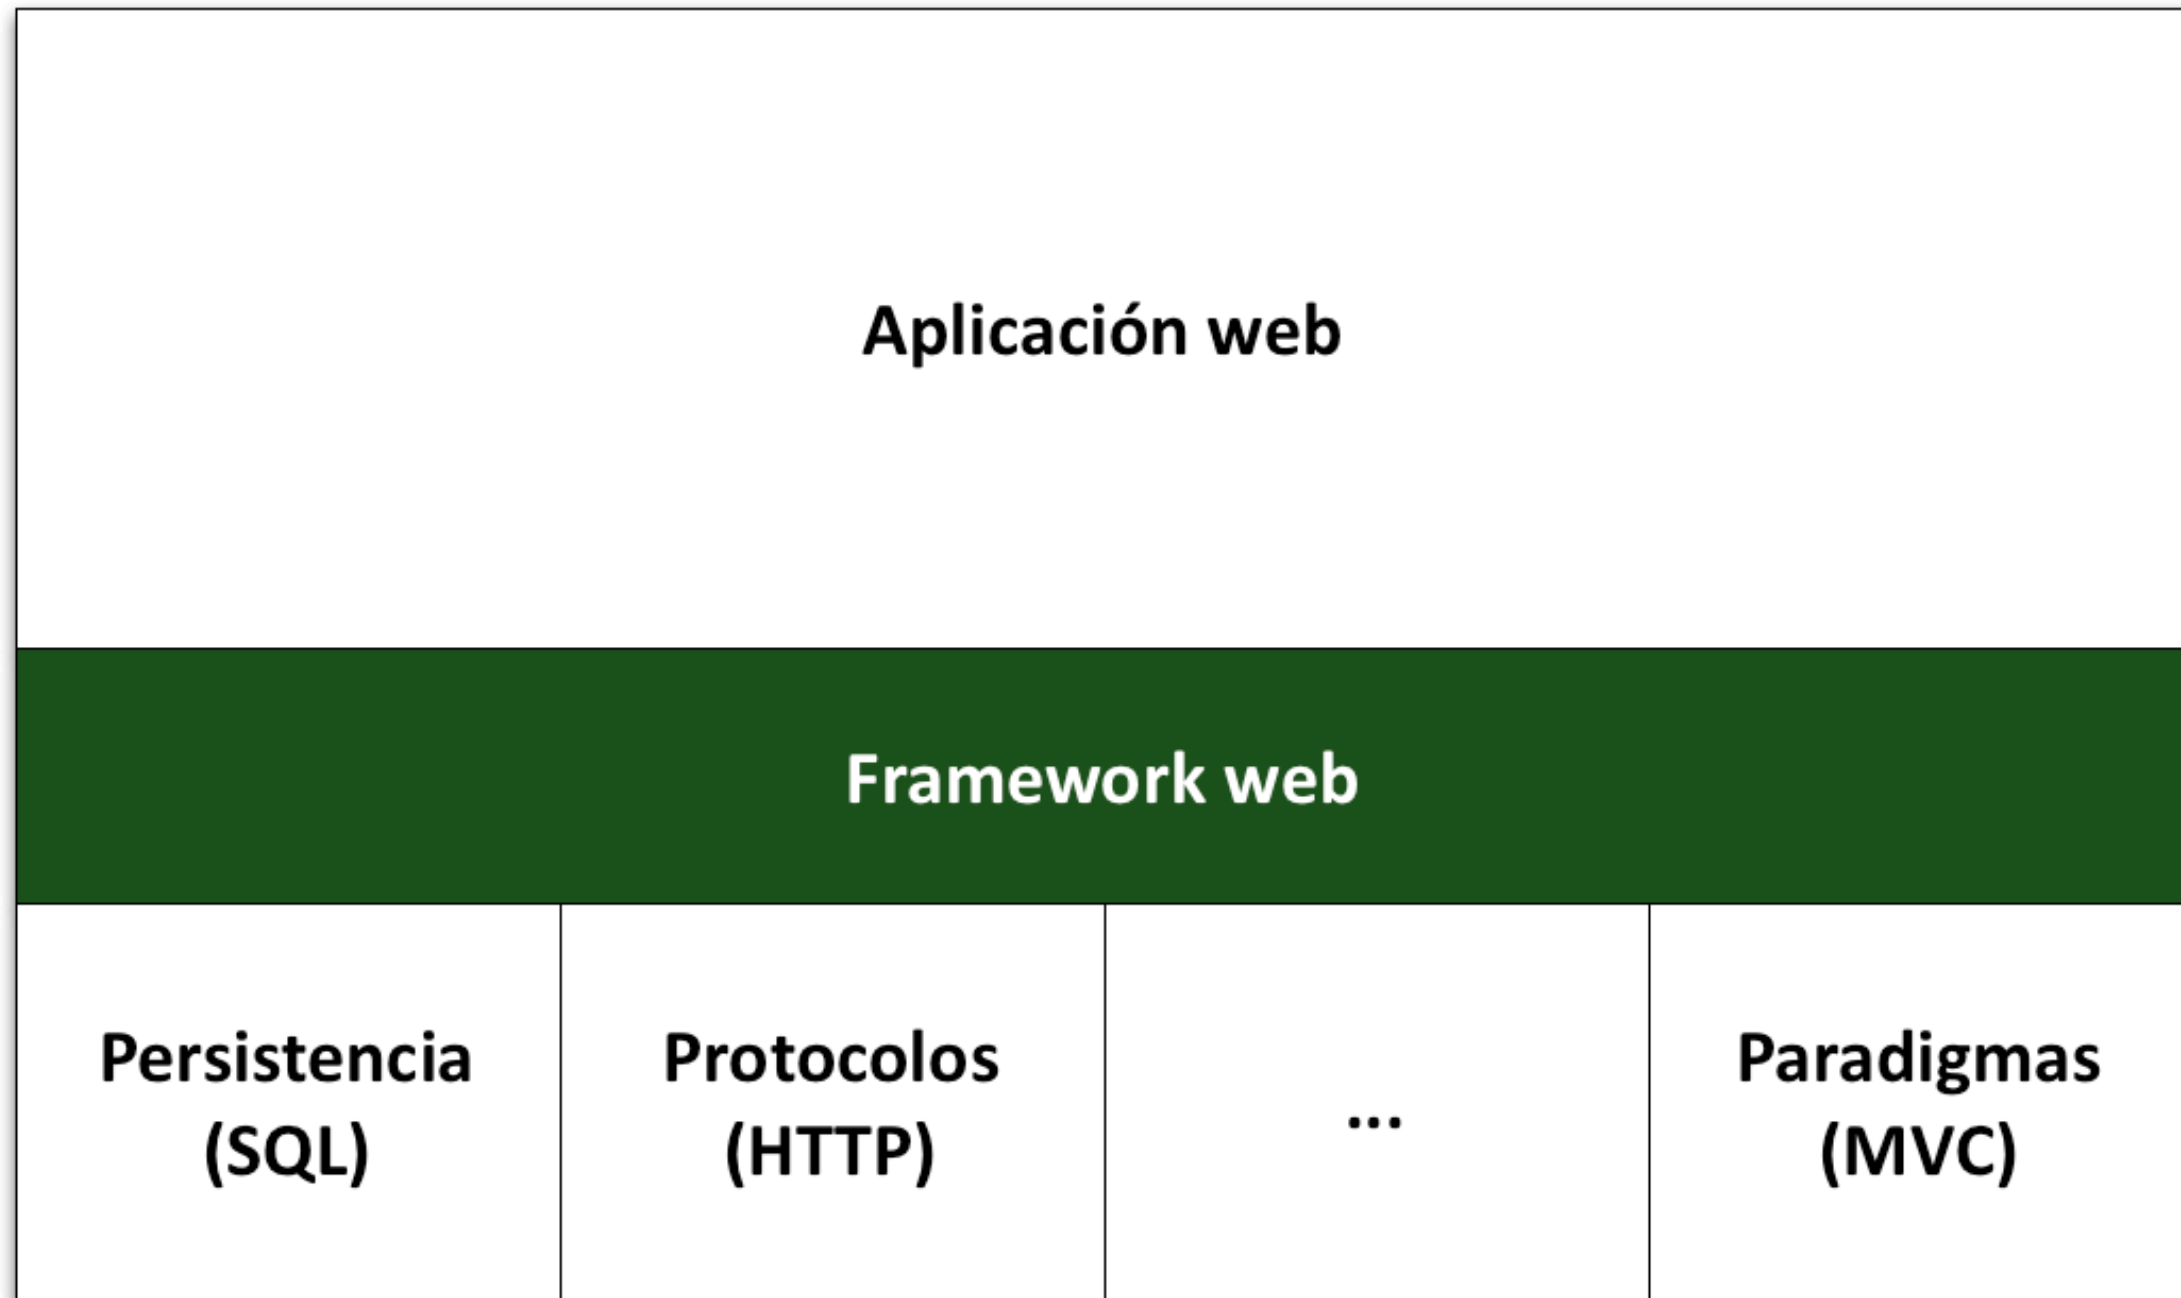 Aplicación web
Framework web
Persistencia
(SQL)
Protocolos
(HTTP)
...
Paradigmas
(MVC)